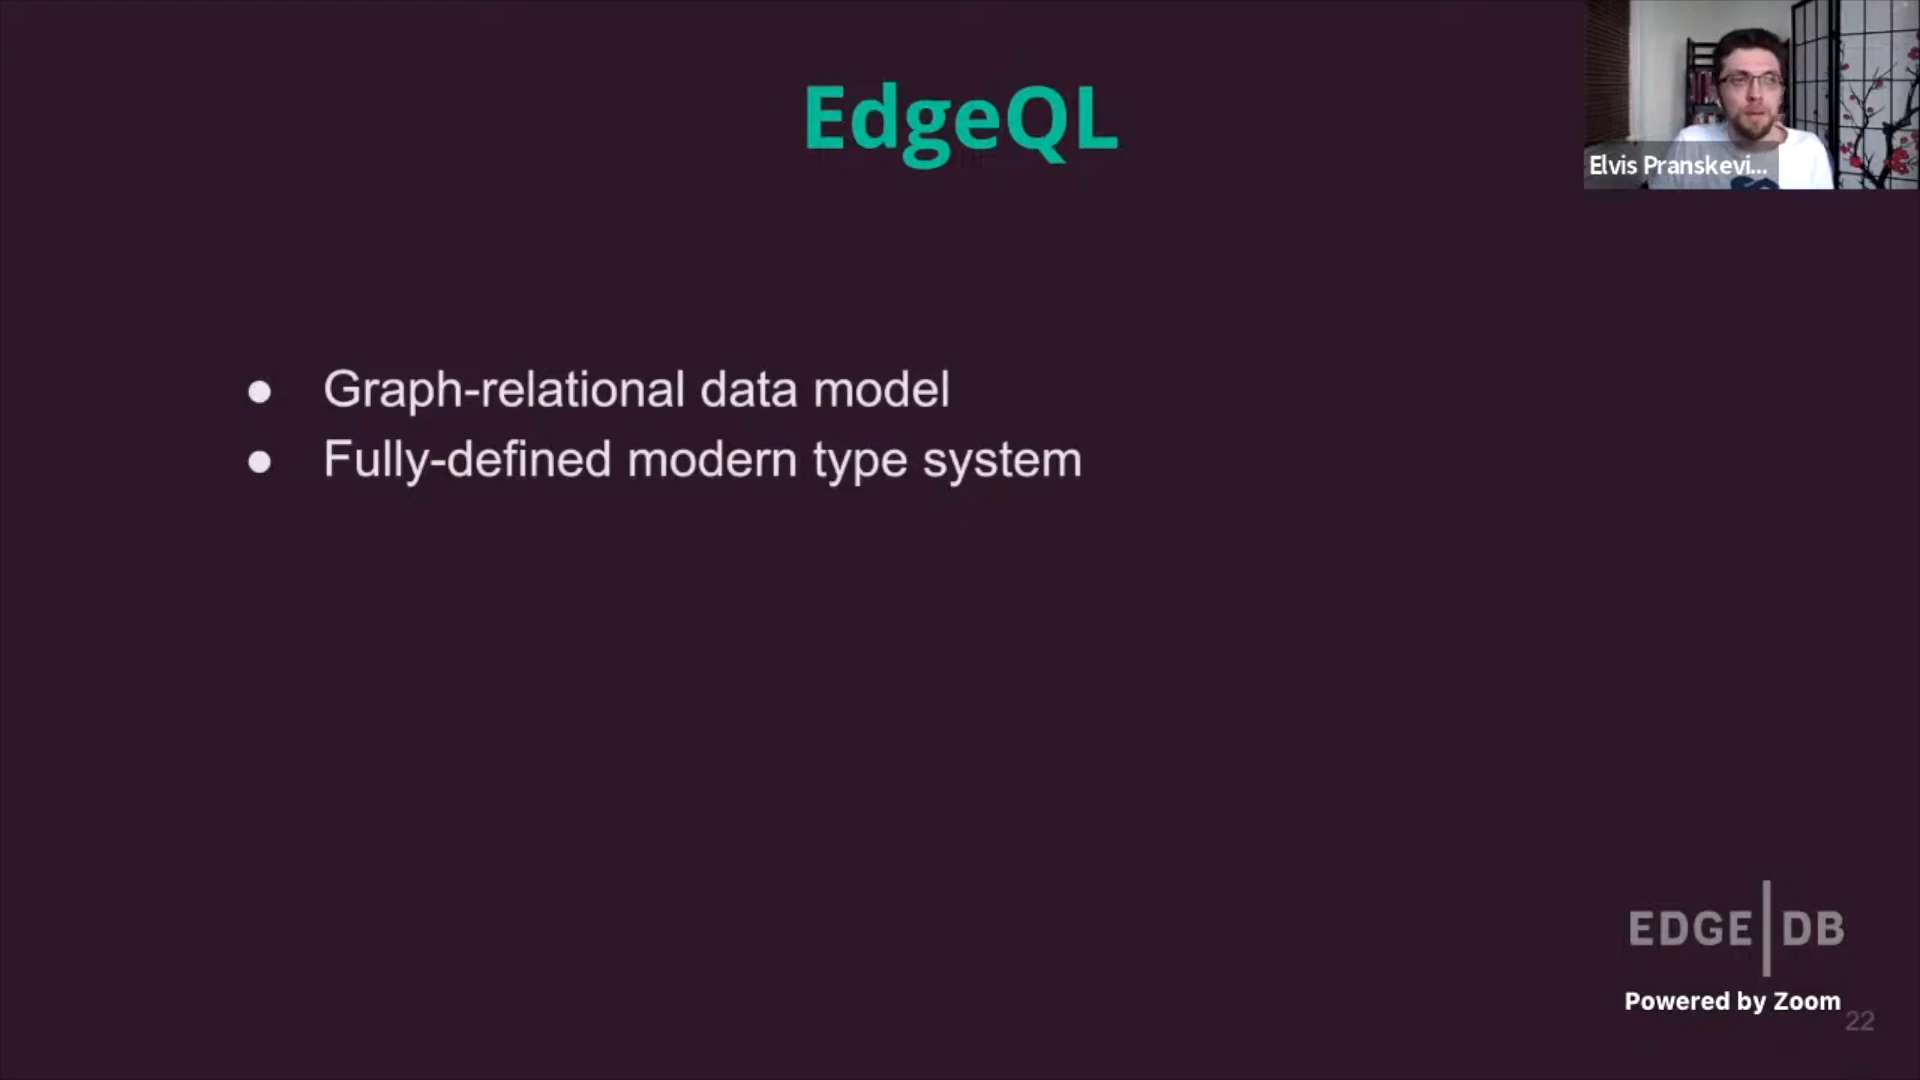 EdgeQL
Elvis Pranskevi...
● Graph-relational data model
● Fully-defined modern type system
EDGE|DB
Powered by Zoom
22